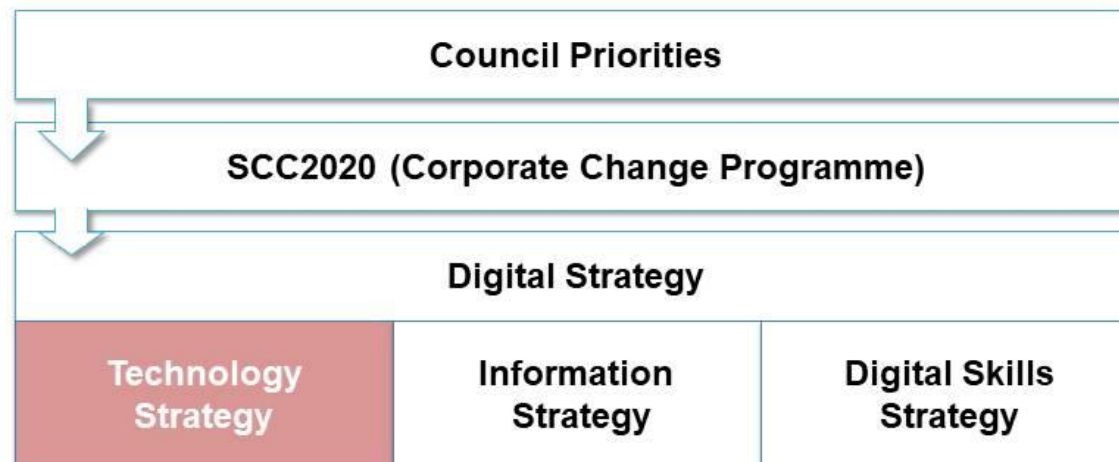 Council Priorities
SCC2020 (Corporate Change Programme)
Digital Strategy
Technology
Strategy
Information
Strategy
Digital Skills
Strategy